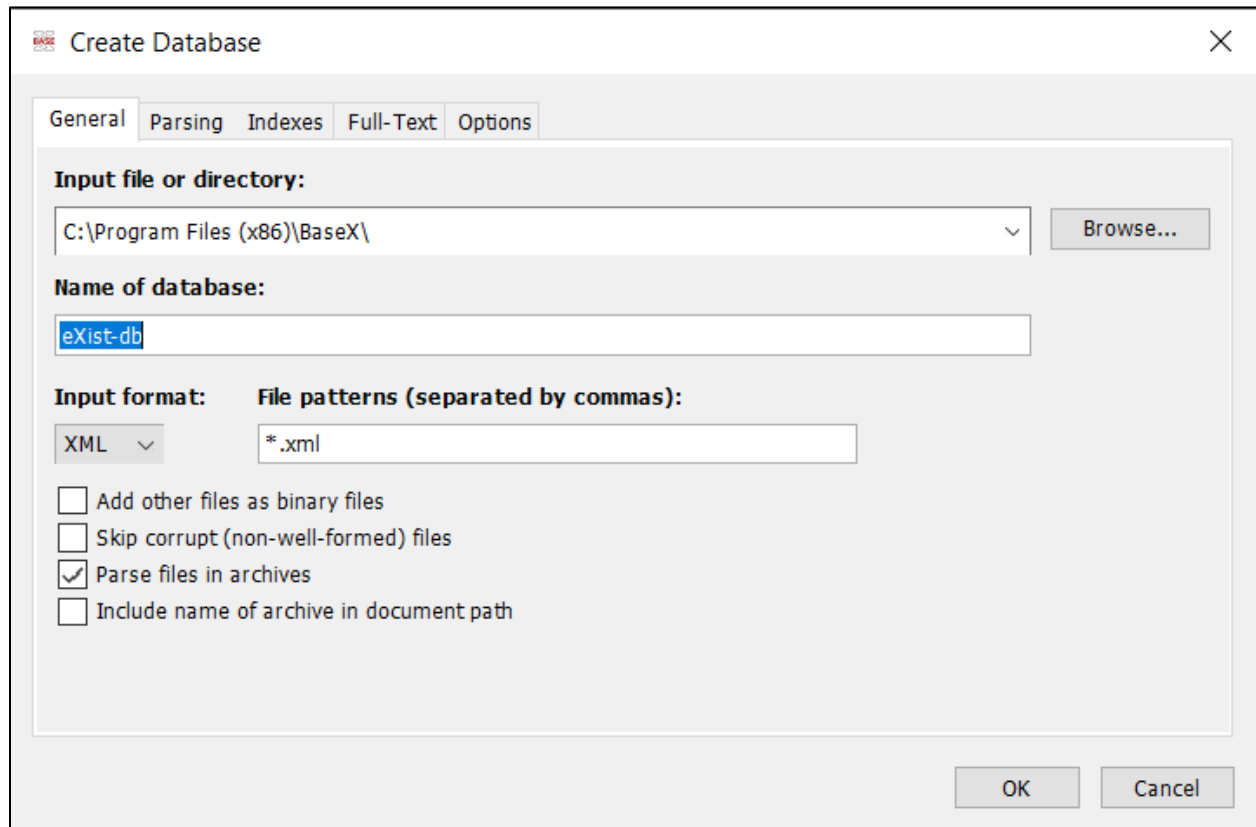 BASE Create Database
General Parsing Indexes Full-Text Options
Input file or directory:
C:\Program Files (x86)\BaseX\ Browse...
Name of database:
eXist-db
Input format: File patterns (separated by commas):
XML *.xml
Add other files as binary files
Skip corrupt (non-well-formed) files
Parse files in archives
Include name of archive in document path
OK Cancel